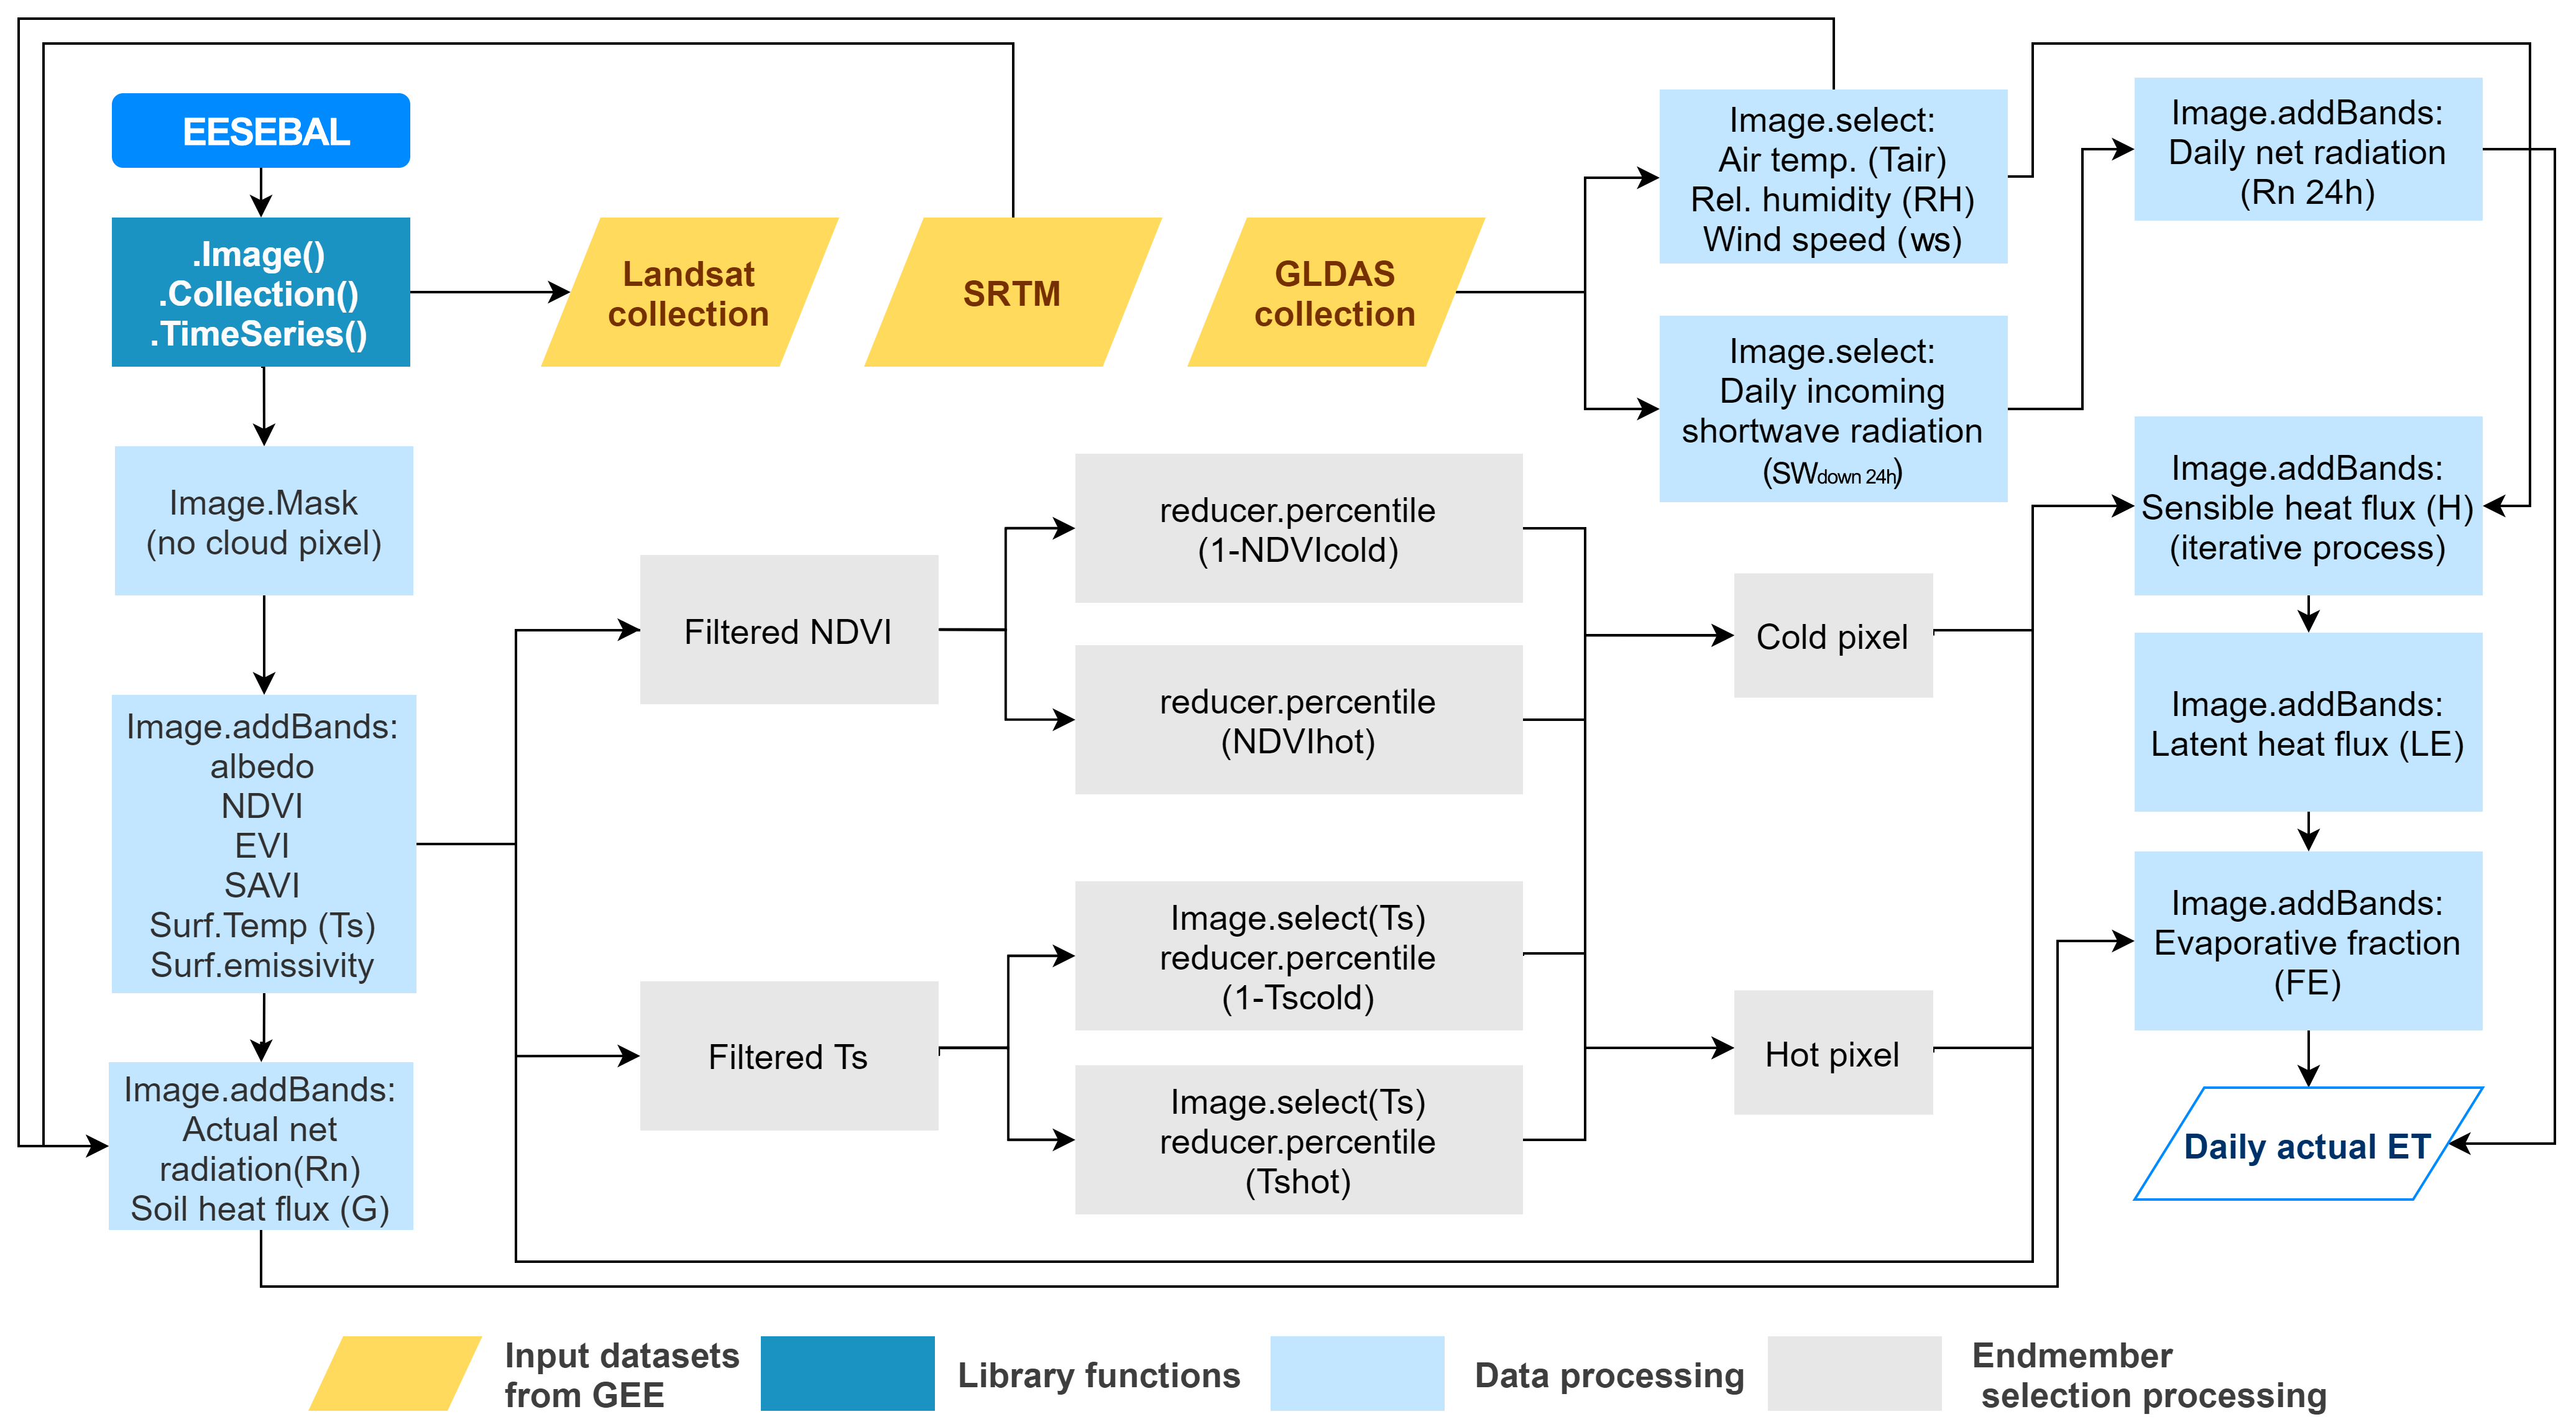 EESEBAL
.Image()
.Collection()
.TimeSeries()
Landsat
collection
SRTM
GLDAS
collection
Image.select:
Air temp. (Tair)
Rel. humidity (RH)
Wind speed (ws)
Image.addBands:
Daily net radiation
(Rn 24h)
Image.select:
Daily incoming
shortwave radiation
(SWdown 24h)
Image.Mask
(no cloud pixel)
Image.addBands:
albedo
NDVI
EVI
SAVI
Surf.Temp (Ts)
Surf.emissivity
Image.addBands:
Actual net
radiation(Rn)
Soil heat flux (G)
Filtered NDVI
Filtered Ts
reducer.percentile
(1-NDVIcold)
reducer.percentile
(NDVIhot)
Image.select(Ts)
reducer.percentile
(1-Tscold)
Image.select(Ts)
reducer.percentile
(Tshot)
Cold pixel
Hot pixel
Image.addBands:
Sensible heat flux (H)
(iterative process)
Image.addBands:
Latent heat flux (LE)
Image.addBands:
Evaporative fraction
(FE)
Daily actual ET
Input datasets
from GEE
Library functions
Data processing
Endmember
selection processing